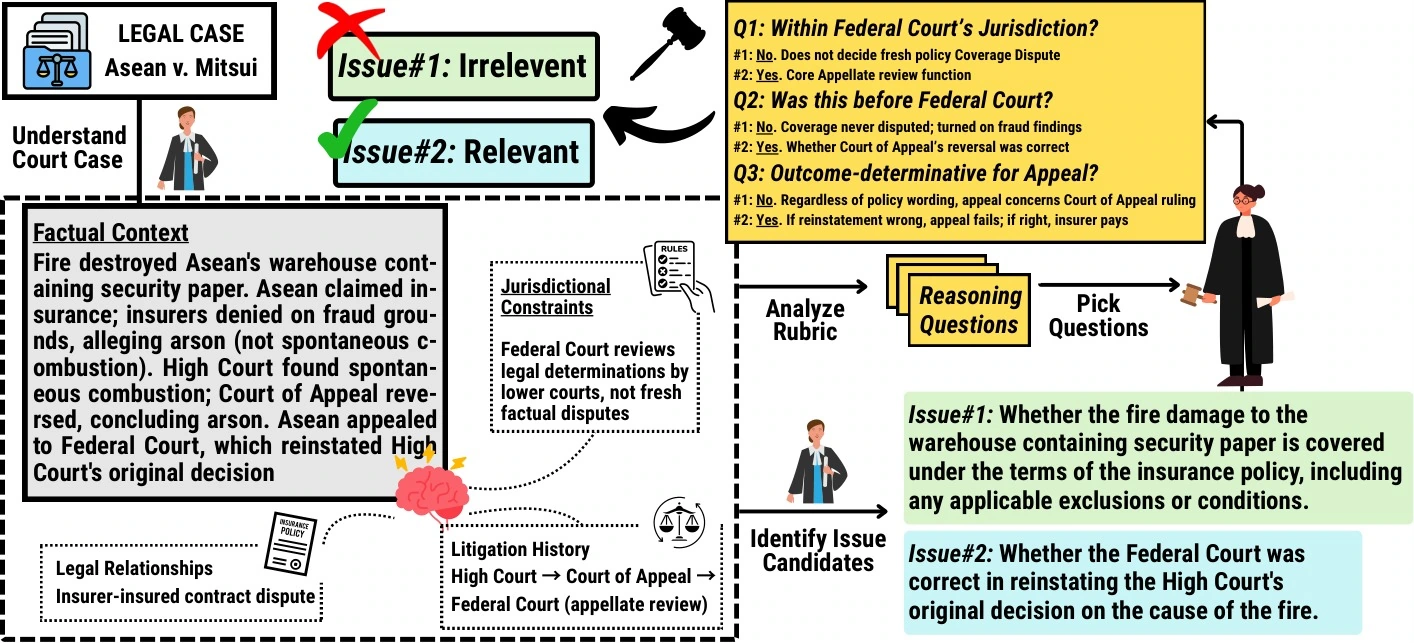 LEGAL CASE
Asean v. Mitsui
Understand
Court Case
Issue#1: Irrelevent
Issue#2: Relevant
Q1: Within Federal Court's Jurisdiction?
#1: No. Does not decide fresh policy Coverage Dispute
#2: Yes. Core Appellate review function
Q2: Was this before Federal Court?
#1: No. Coverage never disputed; turned on fraud findings
#2: Yes. Whether Court of Appeal's reversal was correct
Q3: Outcome-determinative for Appeal?
#1: No. Regardless of policy wording, appeal concerns Court of Appeal ruling
#2: Yes. If reinstatement wrong, appeal fails; if right, insurer pays
Factual Context
Fire destroyed Asean's warehouse cont-
aining security paper. Asean claimed in-
surance; insurers denied on fraud grou-
nds, alleging arson (not spontaneous c-
ombustion). High Court found spontan-
eous combustion; Court of Appeal reve-
rsed, concluding arson. Asean appealed
to Federal Court, which reinstated High
Court's original decision
RULES
Jurisdictional
Constraints
Federal Court reviews
legal determinations by
lower courts, not fresh
factual disputes
INSURANCE
POLICY
Legal Relationships
Insurer-insured contract dispute
Litigation History
High Court → Court of Appeal →
Federal Court (appellate review)
Analyze
Rubric
Reasoning
Questions
Pick
Questions
Identify Issue
Candidates
Issue#1: Whether the fire damage to the
warehouse containing security paper is covered
under the terms of the insurance policy, including
any applicable exclusions or conditions.
Issue#2: Whether the Federal Court was
correct in reinstating the High Court's
original decision on the cause of the fire.